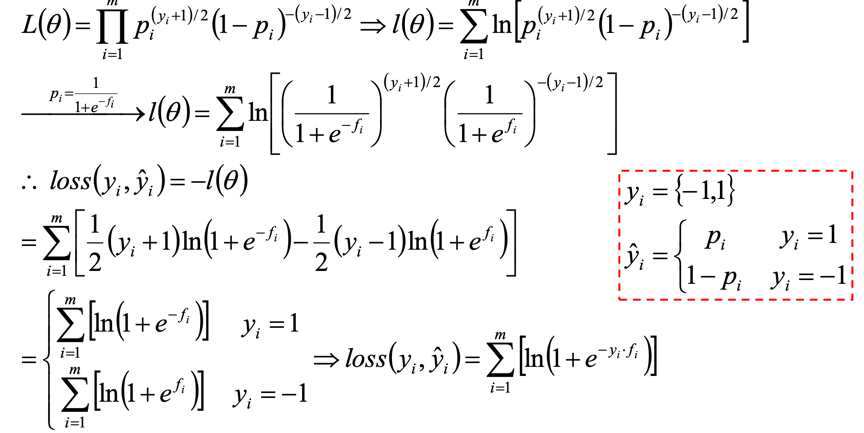 L(θ) = ∏_{i=1}^{m} p_i^{(y_i+1)/2} (1 − p_i)^{−(y_i−1)/2} ⇒ l(θ) = ∑_{i=1}^{m} ln[p_i^{(y_i+1)/2} (1 − p_i)^{−(y_i−1)/2}]
—(p_i = 1/(1+e^{−f_i}))→ l(θ) = ∑_{i=1}^{m} ln[(1/(1+e^{−f_i}))^{(y_i+1)/2} (1/(1+e^{f_i}))^{−(y_i−1)/2}]
∴ loss(y_i, ŷ_i) = −l(θ)
= ∑_{i=1}^{m} [1/2 (y_i + 1) ln(1 + e^{−f_i}) − 1/2 (y_i − 1) ln(1 + e^{f_i})]
= { ∑_{i=1}^{m} [ln(1 + e^{−f_i})] y_i = 1
∑_{i=1}^{m} [ln(1 + e^{f_i})] y_i = −1
⇒ loss(y_i, ŷ_i) = ∑_{i=1}^{m} [ln(1 + e^{−y_i·f_i})]
y_i = {−1,1}
ŷ_i = { p_i y_i = 1
1 − p_i y_i = −1